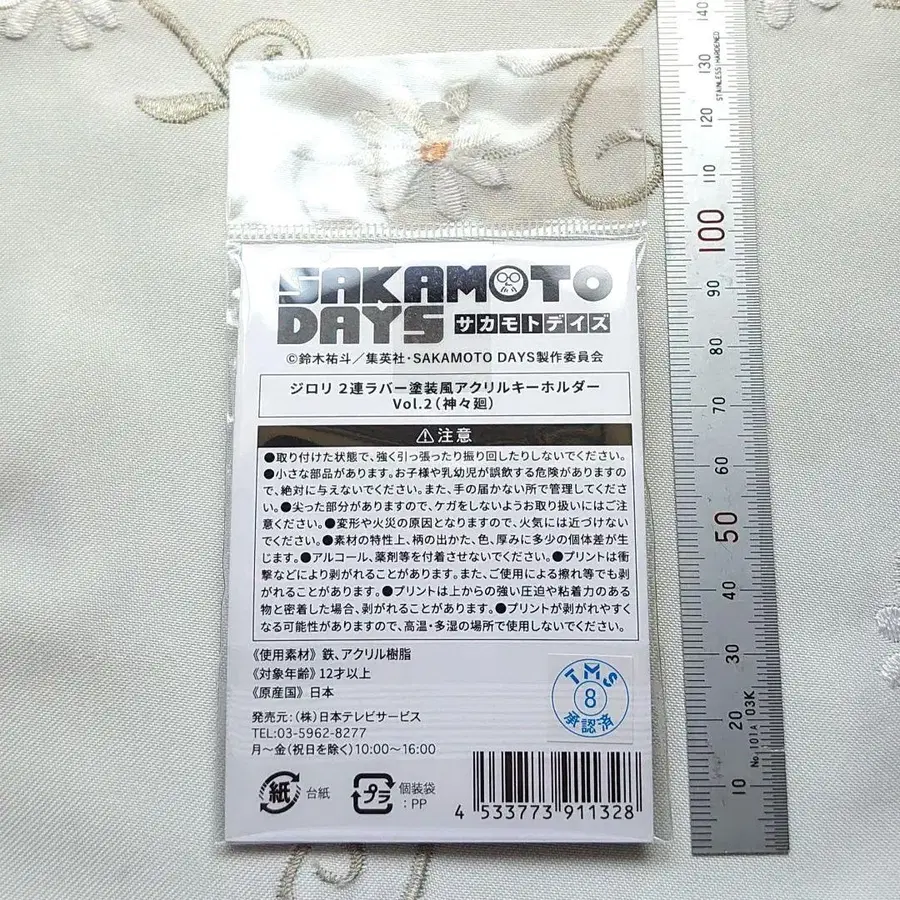 SAKAMOTO
DAYS サカモトデイズ
©鈴木祐斗／集英社・SAKAMOTO DAYS製作委員会
ジロリ 2連ラバー塗装風アクリルキーホルダー
Vol.2（神々廻）
⚠注意
●取り付けた状態で、強く引っ張ったり振り回したりしないでください。
●小さな部品があります。お子様や乳幼児が誤飲する危険がありますの
で、絶対に与えないでください。また、手の届かない所で管理してくださ
い。●尖った部分がありますので、ケガをしないようお取り扱いにはご注
意ください。●変形や火災の原因となりますので、火気には近づけない
でください。●素材の特性上、柄の出かた、色、厚みに多少の個体差が生
じます。●アルコール、薬剤等を付着させないでください。●プリントは衝
撃などにより剥がれることがあります。また、ご使用による擦れ等でも剥
がれることがあります。●プリントは上からの強い圧迫や粘着力のある
物と密着した場合、剥がれることがあります。●プリントが剥がれやすく
なる可能性がありますので、高温・多湿の場所で使用しないでください。
《使用素材》鉄、アクリル樹脂
《対象年齢》12才以上
《原産国》日本
発売元：（株）日本テレビサービス
TEL:03-5962-8277
月～金（祝日を除く）10:00～16:00
TMS
8
承認済
紙 台紙
プラ 個装袋
：PP
4 533773 911328
140
130
120
110
100
90
80
70
60
50
40
30
20
10
STAINLESS HARDENED
No.101A 03K